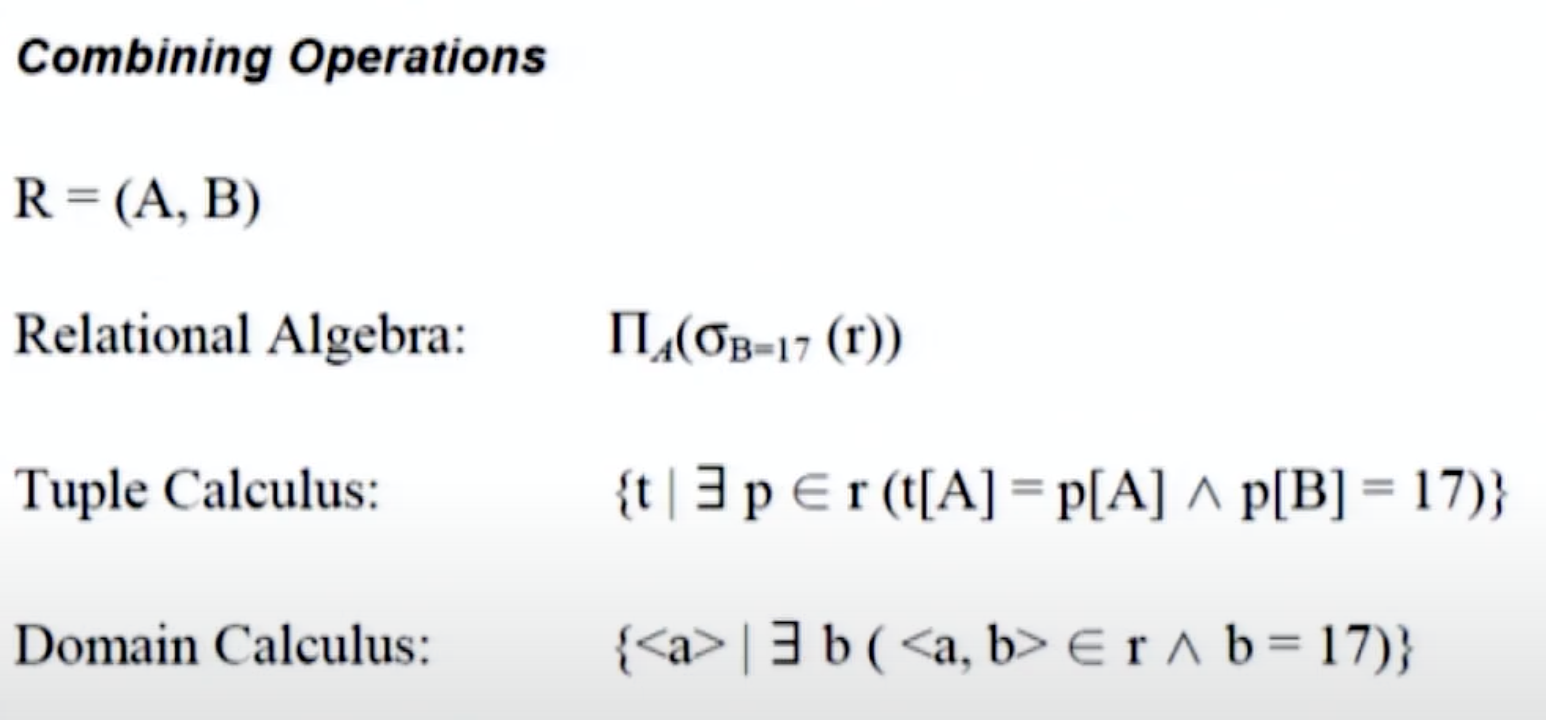 Combining Operations
R = (A, B)
Relational Algebra: Π_A(σ_B=17 (r))
Tuple Calculus: {t | ∃ p ∈ r (t[A] = p[A] ∧ p[B] = 17)}
Domain Calculus: {<a> | ∃ b ( <a, b> ∈ r ∧ b = 17)}